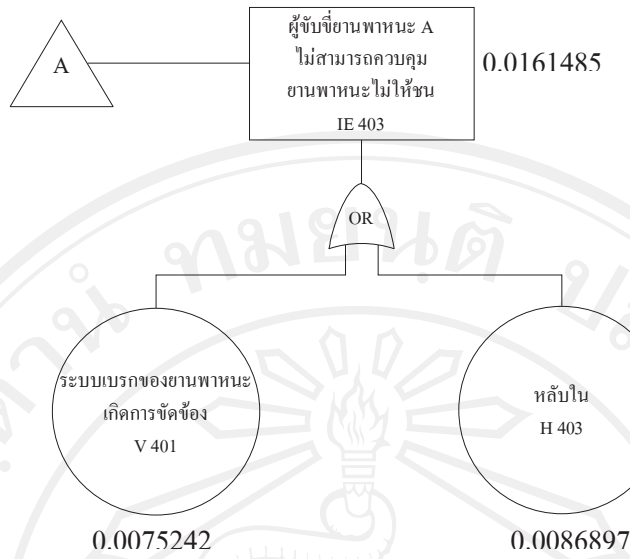 A
ผู้ขับขี่ยานพาหนะ A
ไม่สามารถควบคุม
ยานพาหนะไม่ให้ชน
IE 403
0.0161485
OR
ระบบเบรกของยานพาหนะ
เกิดการขัดข้อง
V 401
หลับใน
H 403
0.0075242
0.0086897